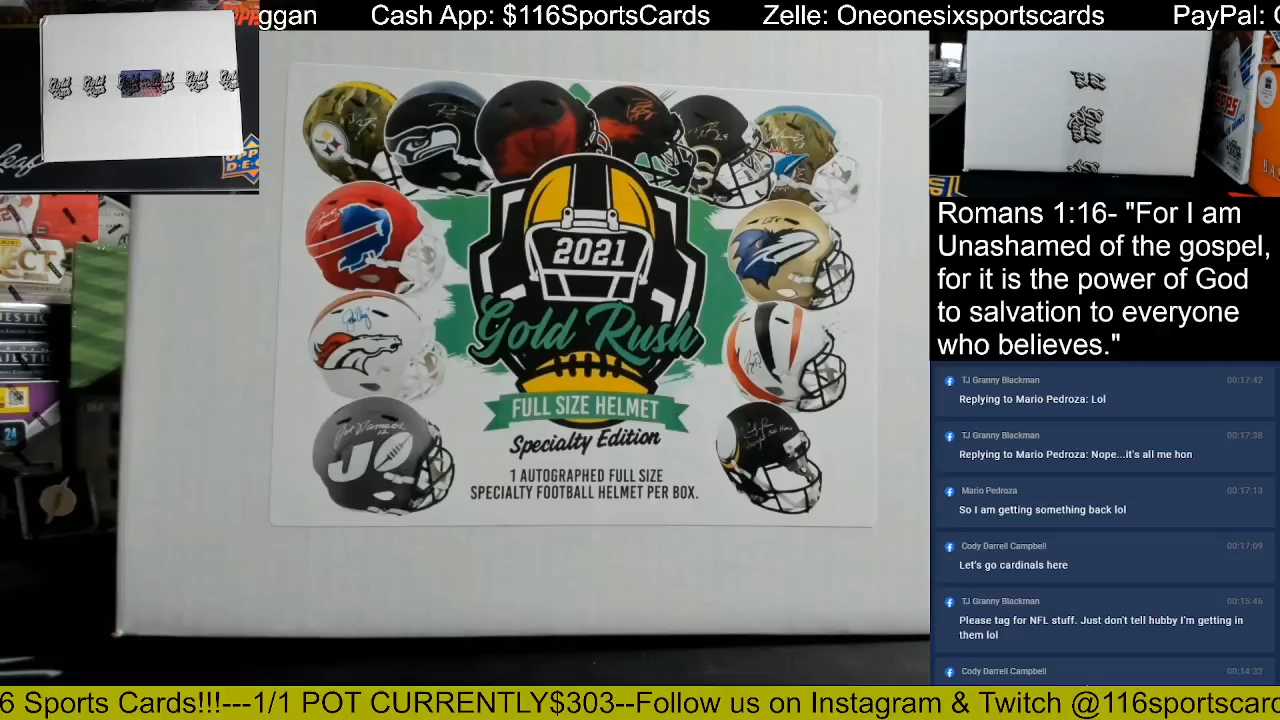 ggan Cash App: $116SportsCards Zelle: Oneonesixsportscards PayPal:
2021
Gold Rush
FULL SIZE HELMET
Specialty Edition
1 AUTOGRAPHED FULL SIZE
SPECIALTY FOOTBALL HELMET PER BOX.
JO
Romans 1:16- "For I am
Unashamed of the gospel,
for it is the power of God
to salvation to everyone
who believes."
TJ Granny Blackman 00:17:42
Replying to Mario Pedroza: Lol
TJ Granny Blackman 00:17:38
Replying to Mario Pedroza: Nope...it's all me hon
Mario Pedroza 00:17:13
So I am getting something back lol
Cody Darrell Campbell 00:17:09
Let's go cardinals here
TJ Granny Blackman 00:15:46
Please tag for NFL stuff. Just don't tell hubby I'm getting in
them lol
Cody Darrell Campbell 00:14:32
6 Sports Cards!!!---1/1 POT CURRENTLY$303--Follow us on Instagram & Twitch @116sportscard